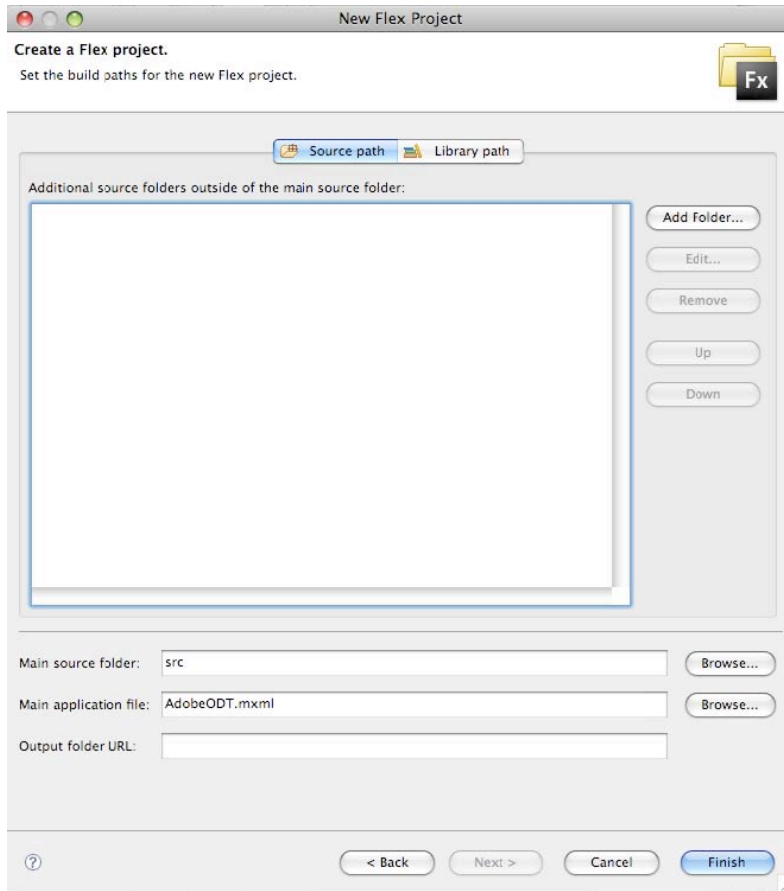 New Flex Project
Create a Flex project.
Set the build paths for the new Flex project.
Fx
Source path Library path
Additional source folders outside of the main source folder:
Add Folder...
Edit...
Remove
Up
Down
Main source folder: src Browse...
Main application file: AdobeODT.mxml Browse...
Output folder URL:
? < Back Next > Cancel Finish